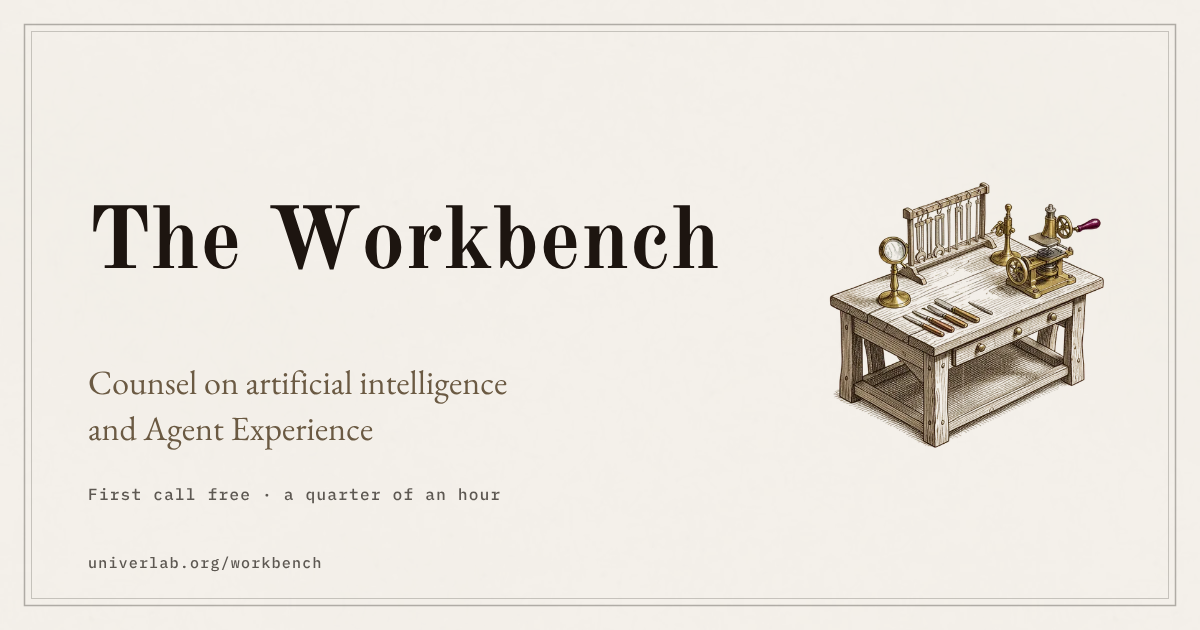 The Workbench
Counsel on artificial intelligence
and Agent Experience
First call free · a quarter of an hour
univerlab.org/workbench